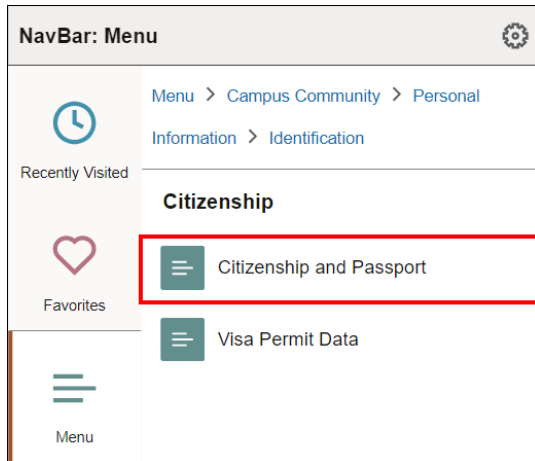 NavBar: Menu
Menu > Campus Community > Personal
Information > Identification
Recently Visited
Citizenship
Citizenship and Passport
Favorites
Visa Permit Data
Menu